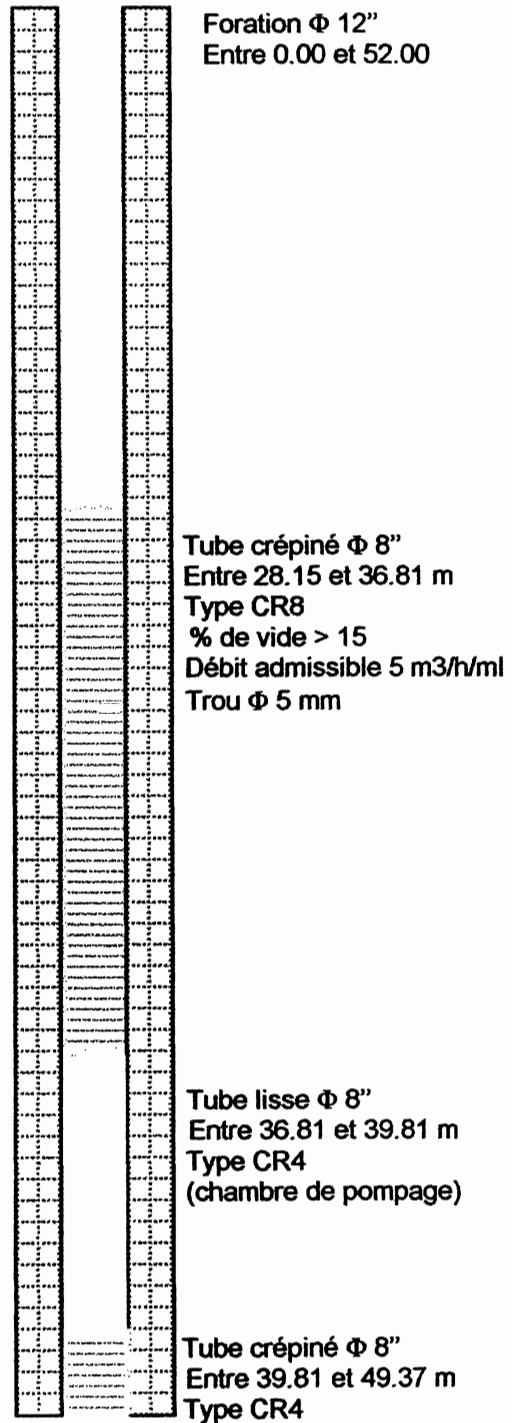 Foration Φ 12”
Entre 0.00 et 52.00
Tube crépiné Φ 8”
Entre 28.15 et 36.81 m
Type CR8
% de vide > 15
Débit admissible 5 m3/h/ml
Trou Φ 5 mm
Tube lisse Φ 8”
Entre 36.81 et 39.81 m
Type CR4
(chambre de pompage)
Tube crépiné Φ 8”
Entre 39.81 et 49.37 m
Type CR4